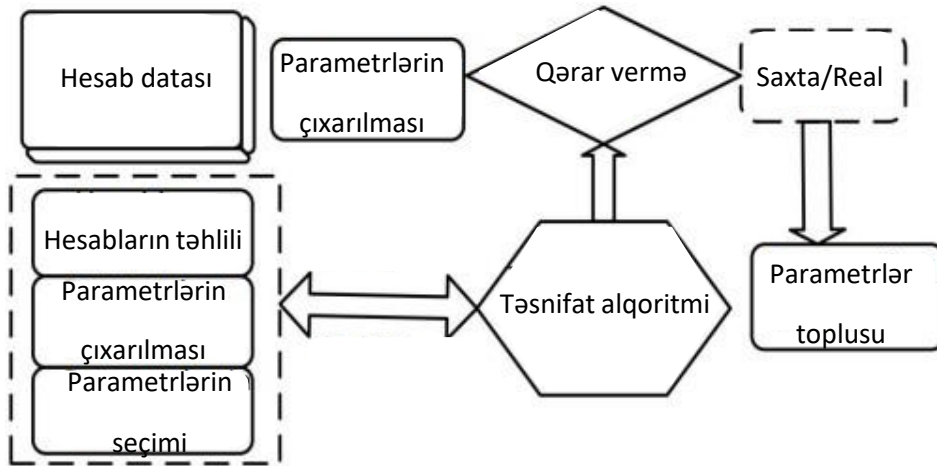 Hesab datası
Parametrlərin
çıxarılması
Qərar vermə
Saxta/Real
Hesabların təhlili
Parametrlərin
çıxarılması
Parametrlərin
seçimi
Təsnifat alqoritmi
Parametrlər
toplusu